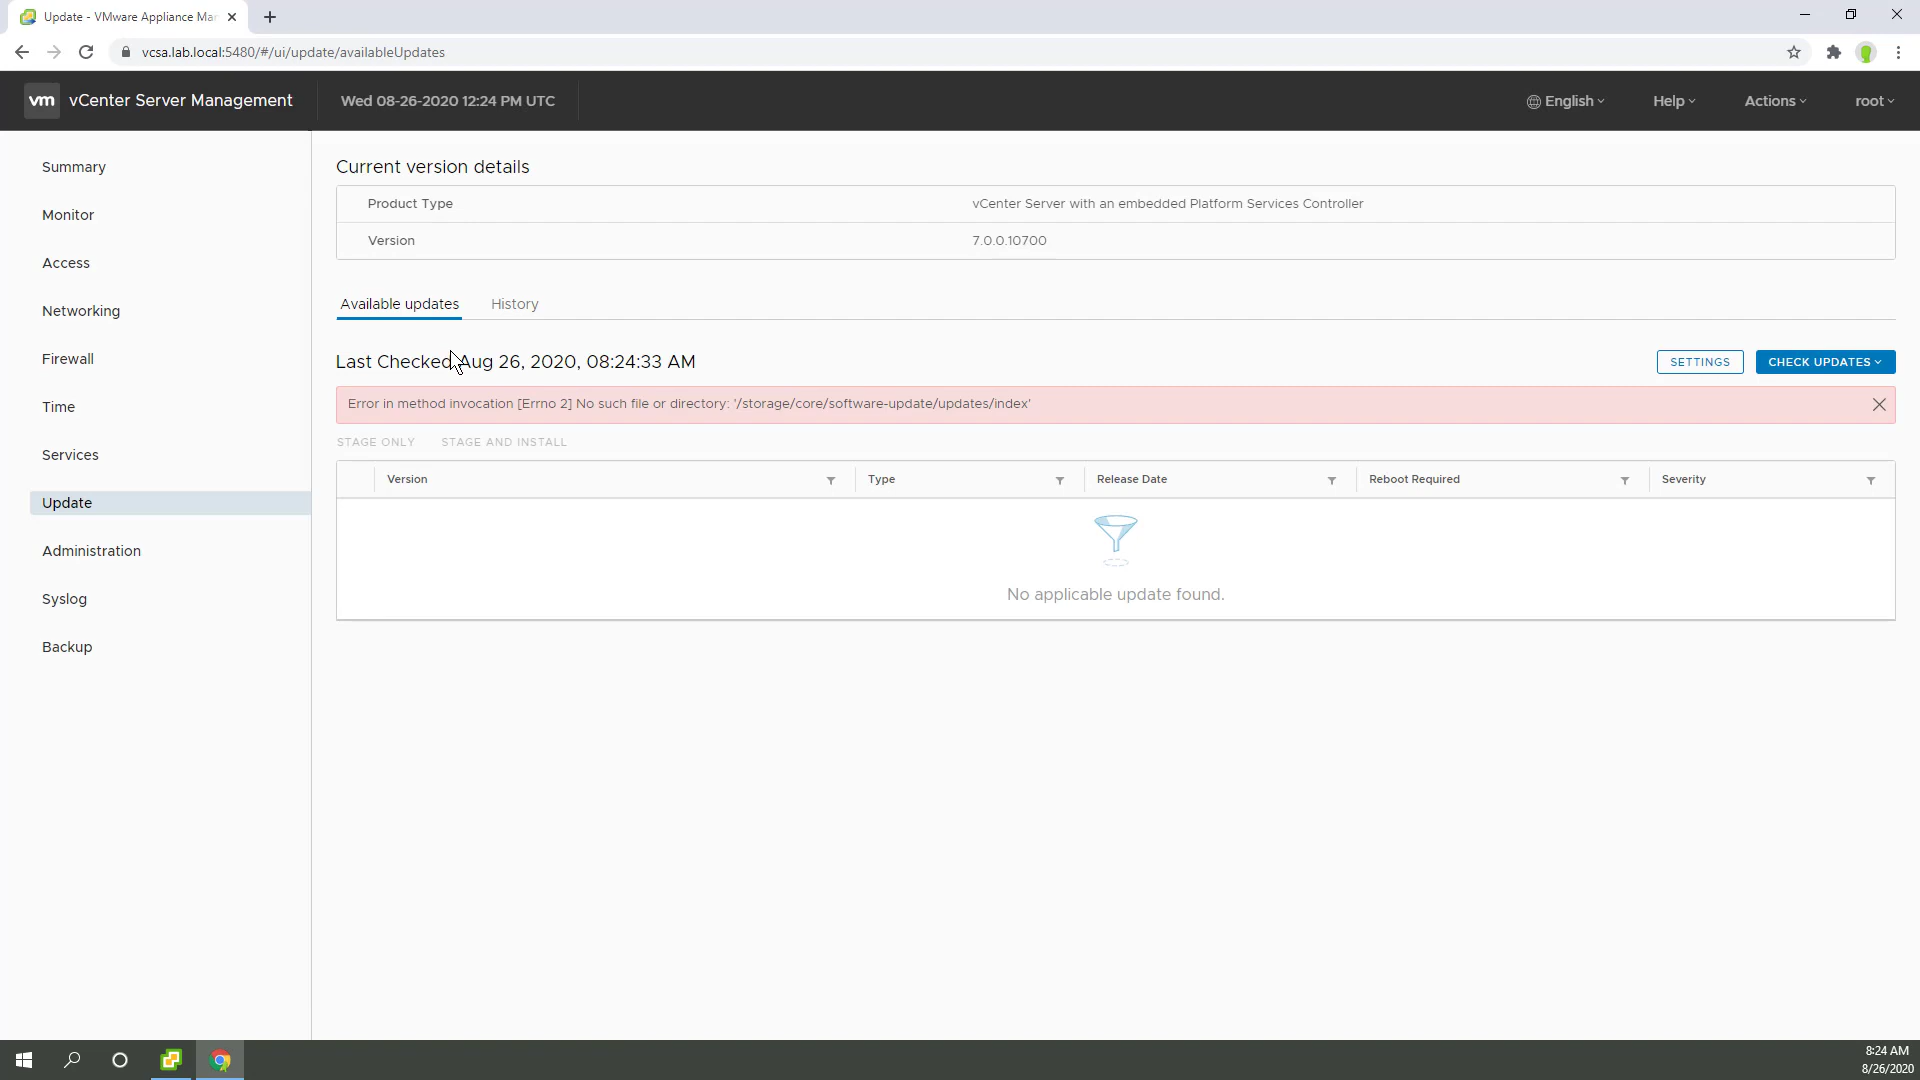 Update - VMware Appliance Mar
vcsa.lab.local:5480/#/ui/update/availableUpdates
vm vCenter Server Management Wed 08-26-2020 12:24 PM UTC English Help Actions root
Summary
Monitor
Access
Networking
Firewall
Time
Services
Update
Administration
Syslog
Backup
Current version details
Product Type vCenter Server with an embedded Platform Services Controller
Version 7.0.0.10700
Available updates History
Last Checked Aug 26, 2020, 08:24:33 AM SETTINGS CHECK UPDATES
Error in method invocation [Errno 2] No such file or directory: '/storage/core/software-update/updates/index'
STAGE ONLY STAGE AND INSTALL
Version Type Release Date Reboot Required Severity
No applicable update found.
8:24 AM
8/26/2020